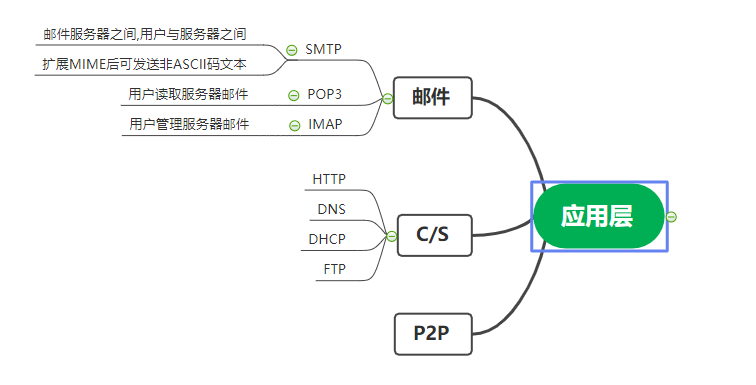 邮件服务器之间,用户与服务器之间
扩展MIME后可发送非ASCII码文本
SMTP
用户读取服务器邮件
POP3
用户管理服务器邮件
IMAP
邮件
HTTP
DNS
DHCP
FTP
C/S
P2P
应用层